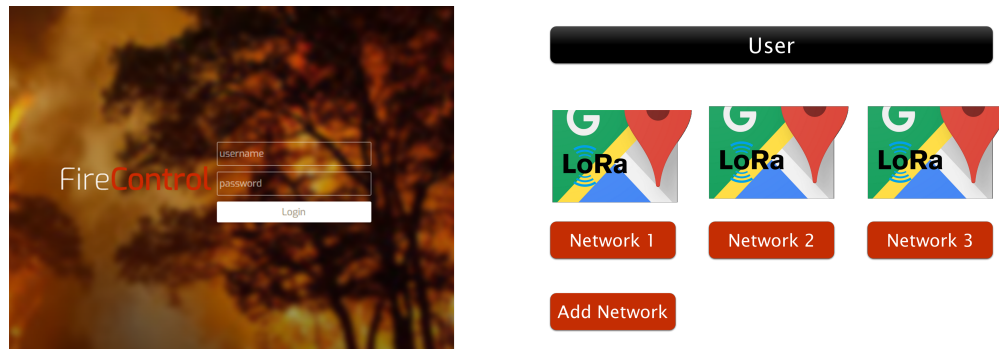 username
FireControl
password
Login
User
G G G
LoRa LoRa LoRa
Network 1 Network 2 Network 3
Add Network